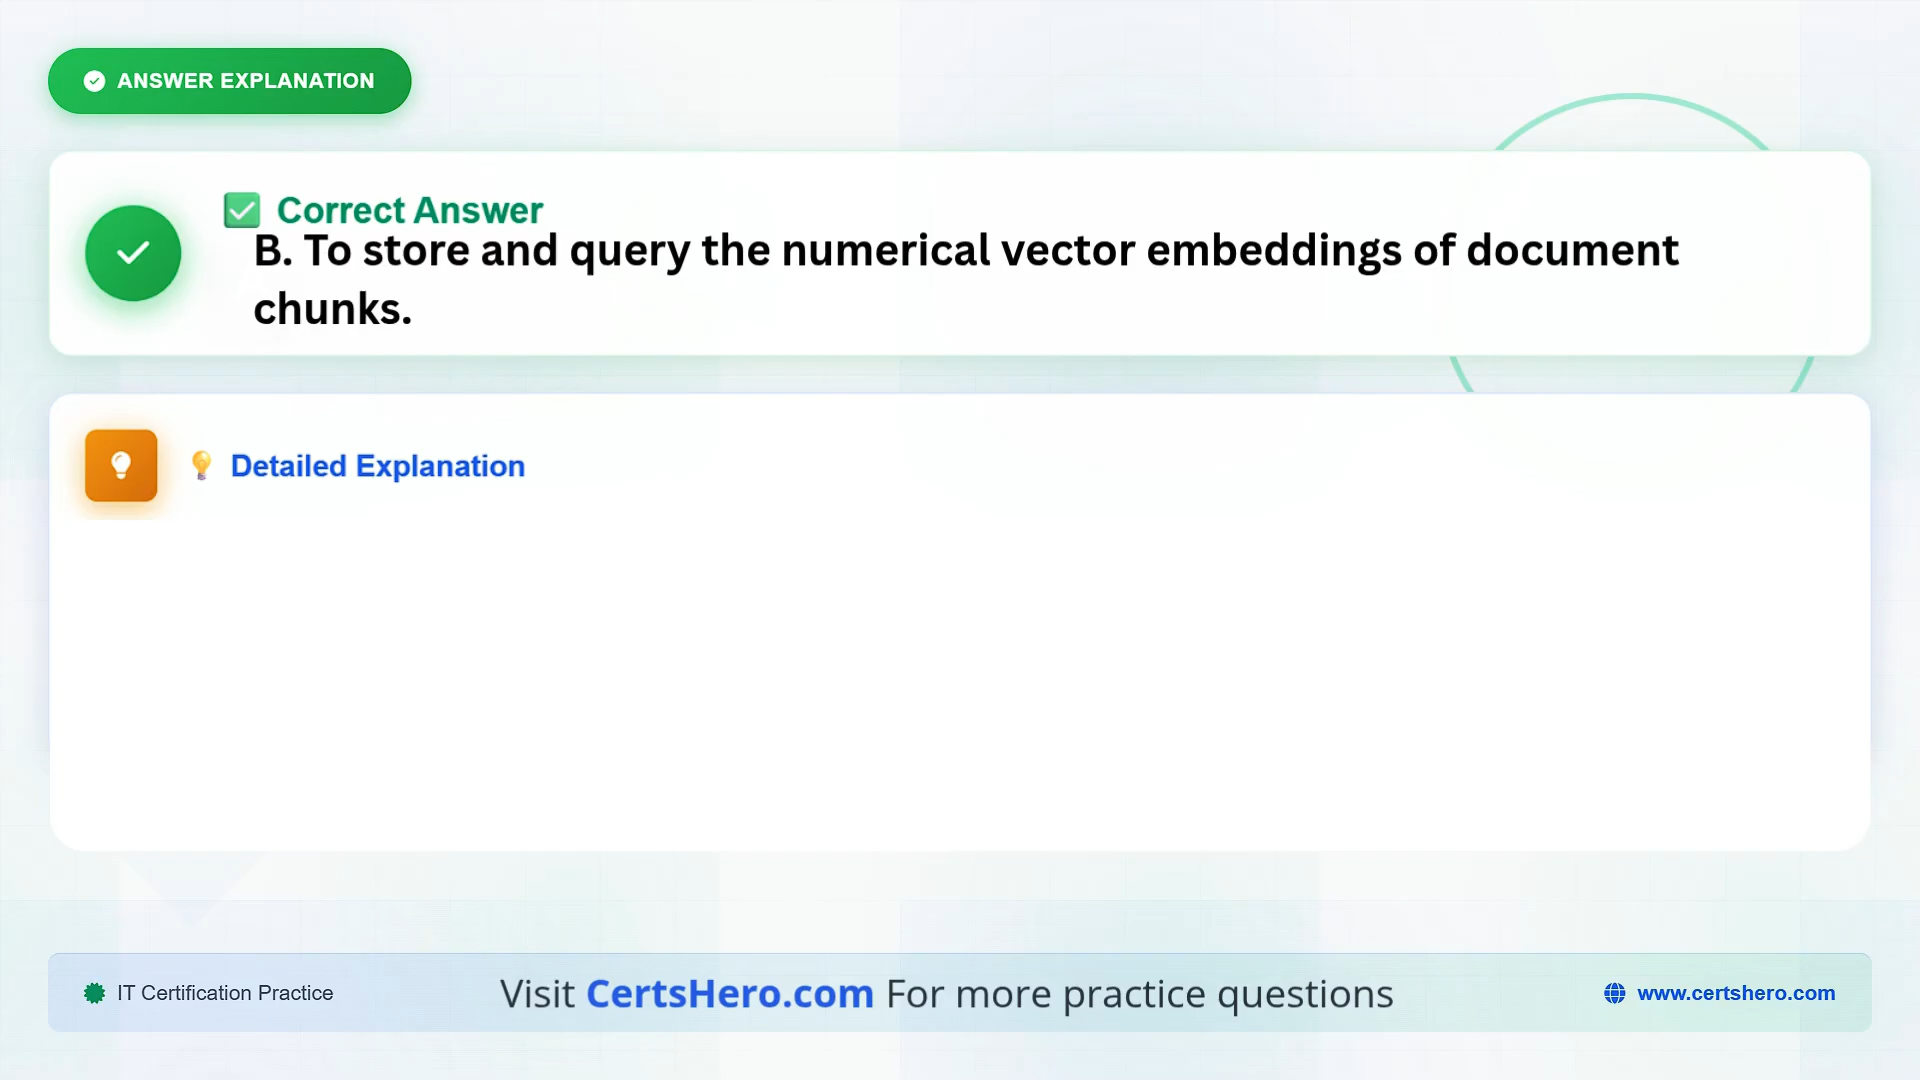 ANSWER EXPLANATION
✅ Correct Answer
B. To store and query the numerical vector embeddings of document
chunks.
💡 Detailed Explanation
IT Certification Practice
Visit CertsHero.com For more practice questions
www.certshero.com